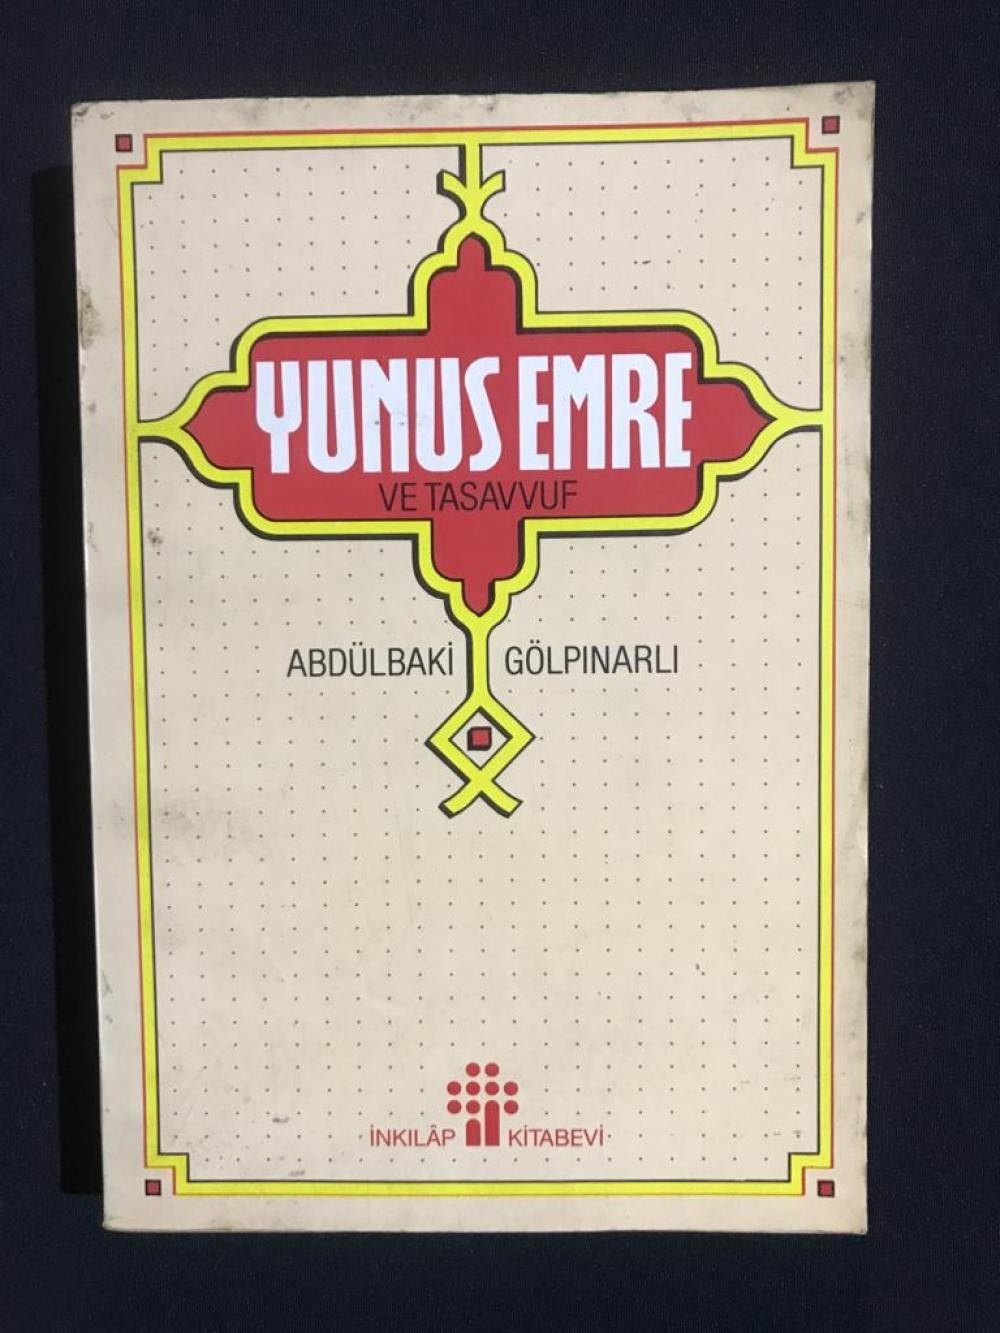 YUNUS EMRE
VE TASAVVUF
ABDÜLBAKİ GÖLPINARLI
İNKILÂP KİTABEVİ